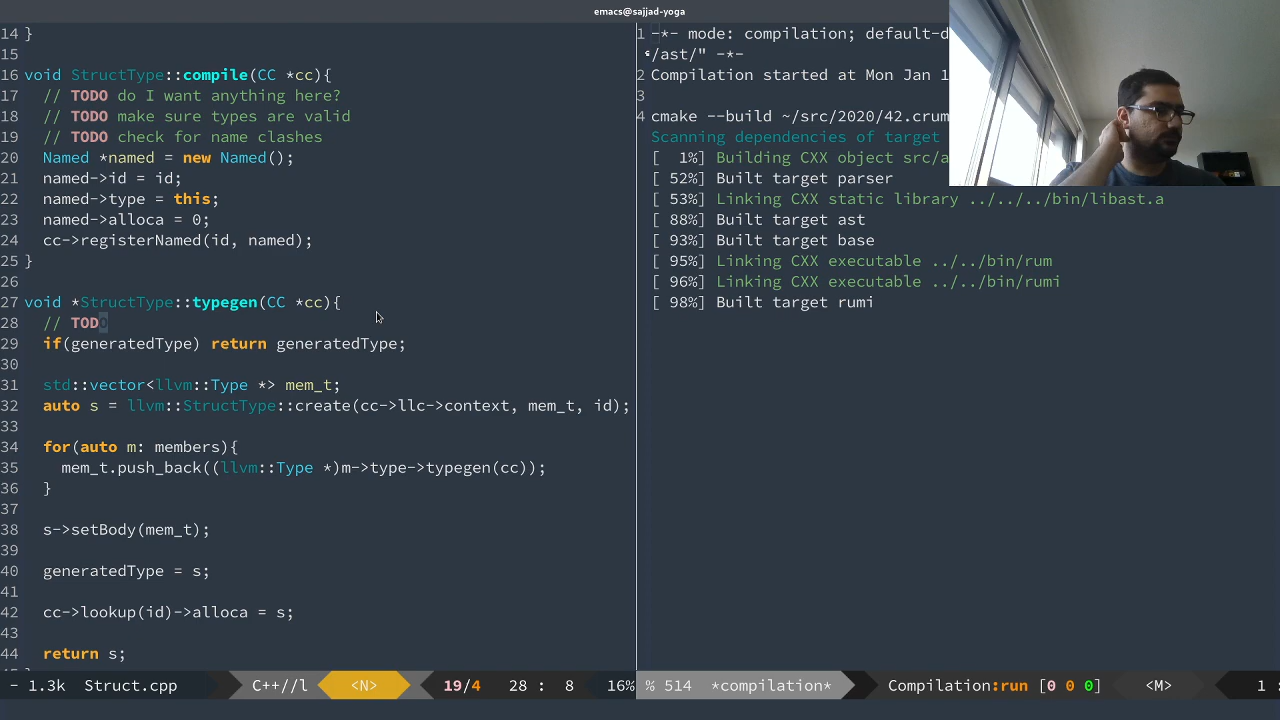 emacs@sajjad-yoga
14 }
15
16 void StructType::compile(CC *cc){
17 // TODO do I want anything here?
18 // TODO make sure types are valid
19 // TODO check for name clashes
20 Named *named = new Named();
21 named->id = id;
22 named->type = this;
23 named->alloca = 0;
24 cc->registerNamed(id, named);
25 }
26
27 void *StructType::typegen(CC *cc){
28 // TODO
29 if(generatedType) return generatedType;
30
31 std::vector<llvm::Type *> mem_t;
32 auto s = llvm::StructType::create(cc->llc->context, mem_t, id);
33
34 for(auto m: members){
35 mem_t.push_back((llvm::Type *)m->type->typegen(cc));
36 }
37
38 s->setBody(mem_t);
39
40 generatedType = s;
41
42 cc->lookup(id)->alloca = s;
43
44 return s;
- 1.3k Struct.cpp C++//l <N> 19/4 28 : 8 16%
1 -*- mode: compilation; default-d
/ast/" -*-
2 Compilation started at Mon Jan 1
3
4 cmake --build ~/src/2020/42.crum
Scanning dependencies of target
[ 1%] Building CXX object src/a
[ 52%] Built target parser
[ 53%] Linking CXX static library ../../../bin/libast.a
[ 88%] Built target ast
[ 93%] Built target base
[ 95%] Linking CXX executable ../../bin/rum
[ 96%] Linking CXX executable ../../bin/rumi
[ 98%] Built target rumi
% 514 *compilation* Compilation:run [0 0 0] <M> 1 :